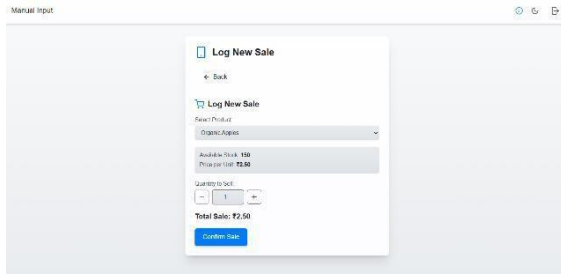 Manual Input
Log New Sale
← Back
Log New Sale
Select Product
Organic Apples
Available Stock: 150
Price per Unit: ₹2.50
Quantity to Sell:
− 1 +
Total Sale: ₹2.50
Confirm Sale